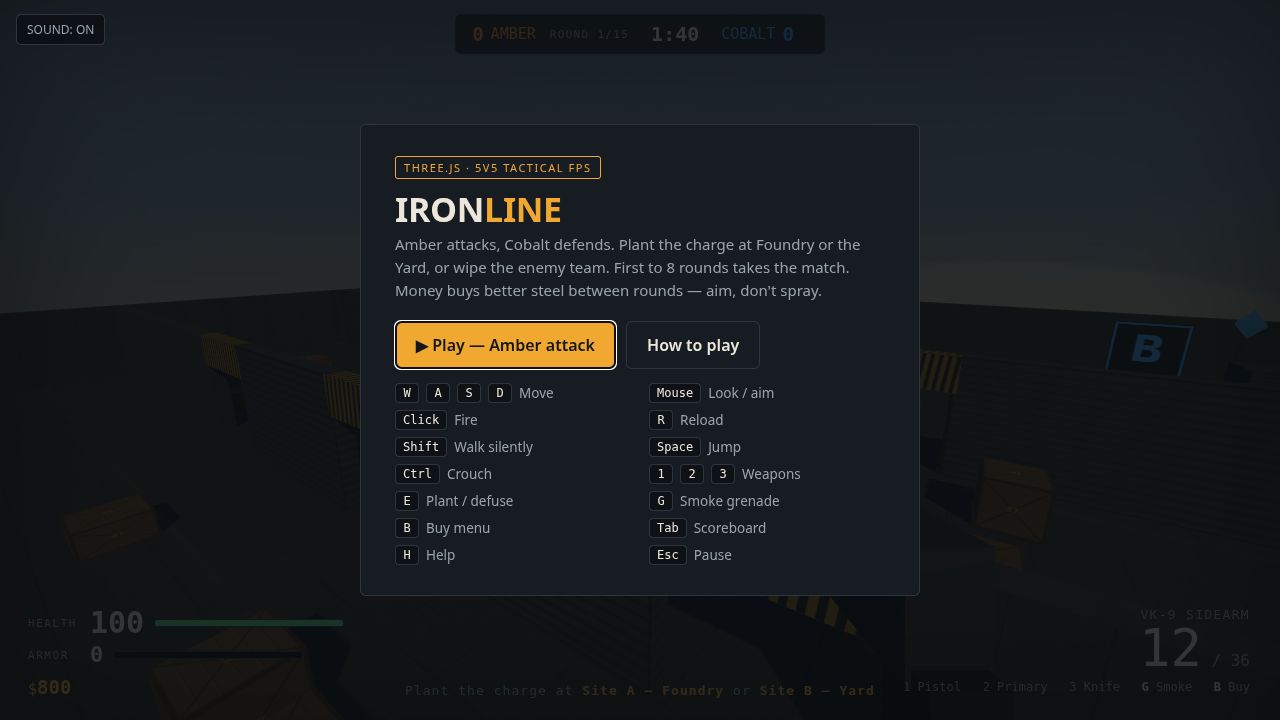 SOUND: ON
0 AMBER ROUND 1/15 1:40 COBALT 0
THREE.JS · 5V5 TACTICAL FPS
IRONLINE
Amber attacks, Cobalt defends. Plant the charge at Foundry or the
Yard, or wipe the enemy team. First to 8 rounds takes the match.
Money buys better steel between rounds — aim, don't spray.
▶ Play — Amber attack
How to play
W A S D Move
Mouse Look / aim
Click Fire
R Reload
Shift Walk silently
Space Jump
Ctrl Crouch
1 2 3 Weapons
E Plant / defuse
G Smoke grenade
B Buy menu
Tab Scoreboard
H Help
Esc Pause
B
HEALTH 100
ARMOR 0
$800
Plant the charge at Site A — Foundry or Site B — Yard
VK-9 SIDEARM
12 / 36
1 Pistol 2 Primary 3 Knife G Smoke B Buy